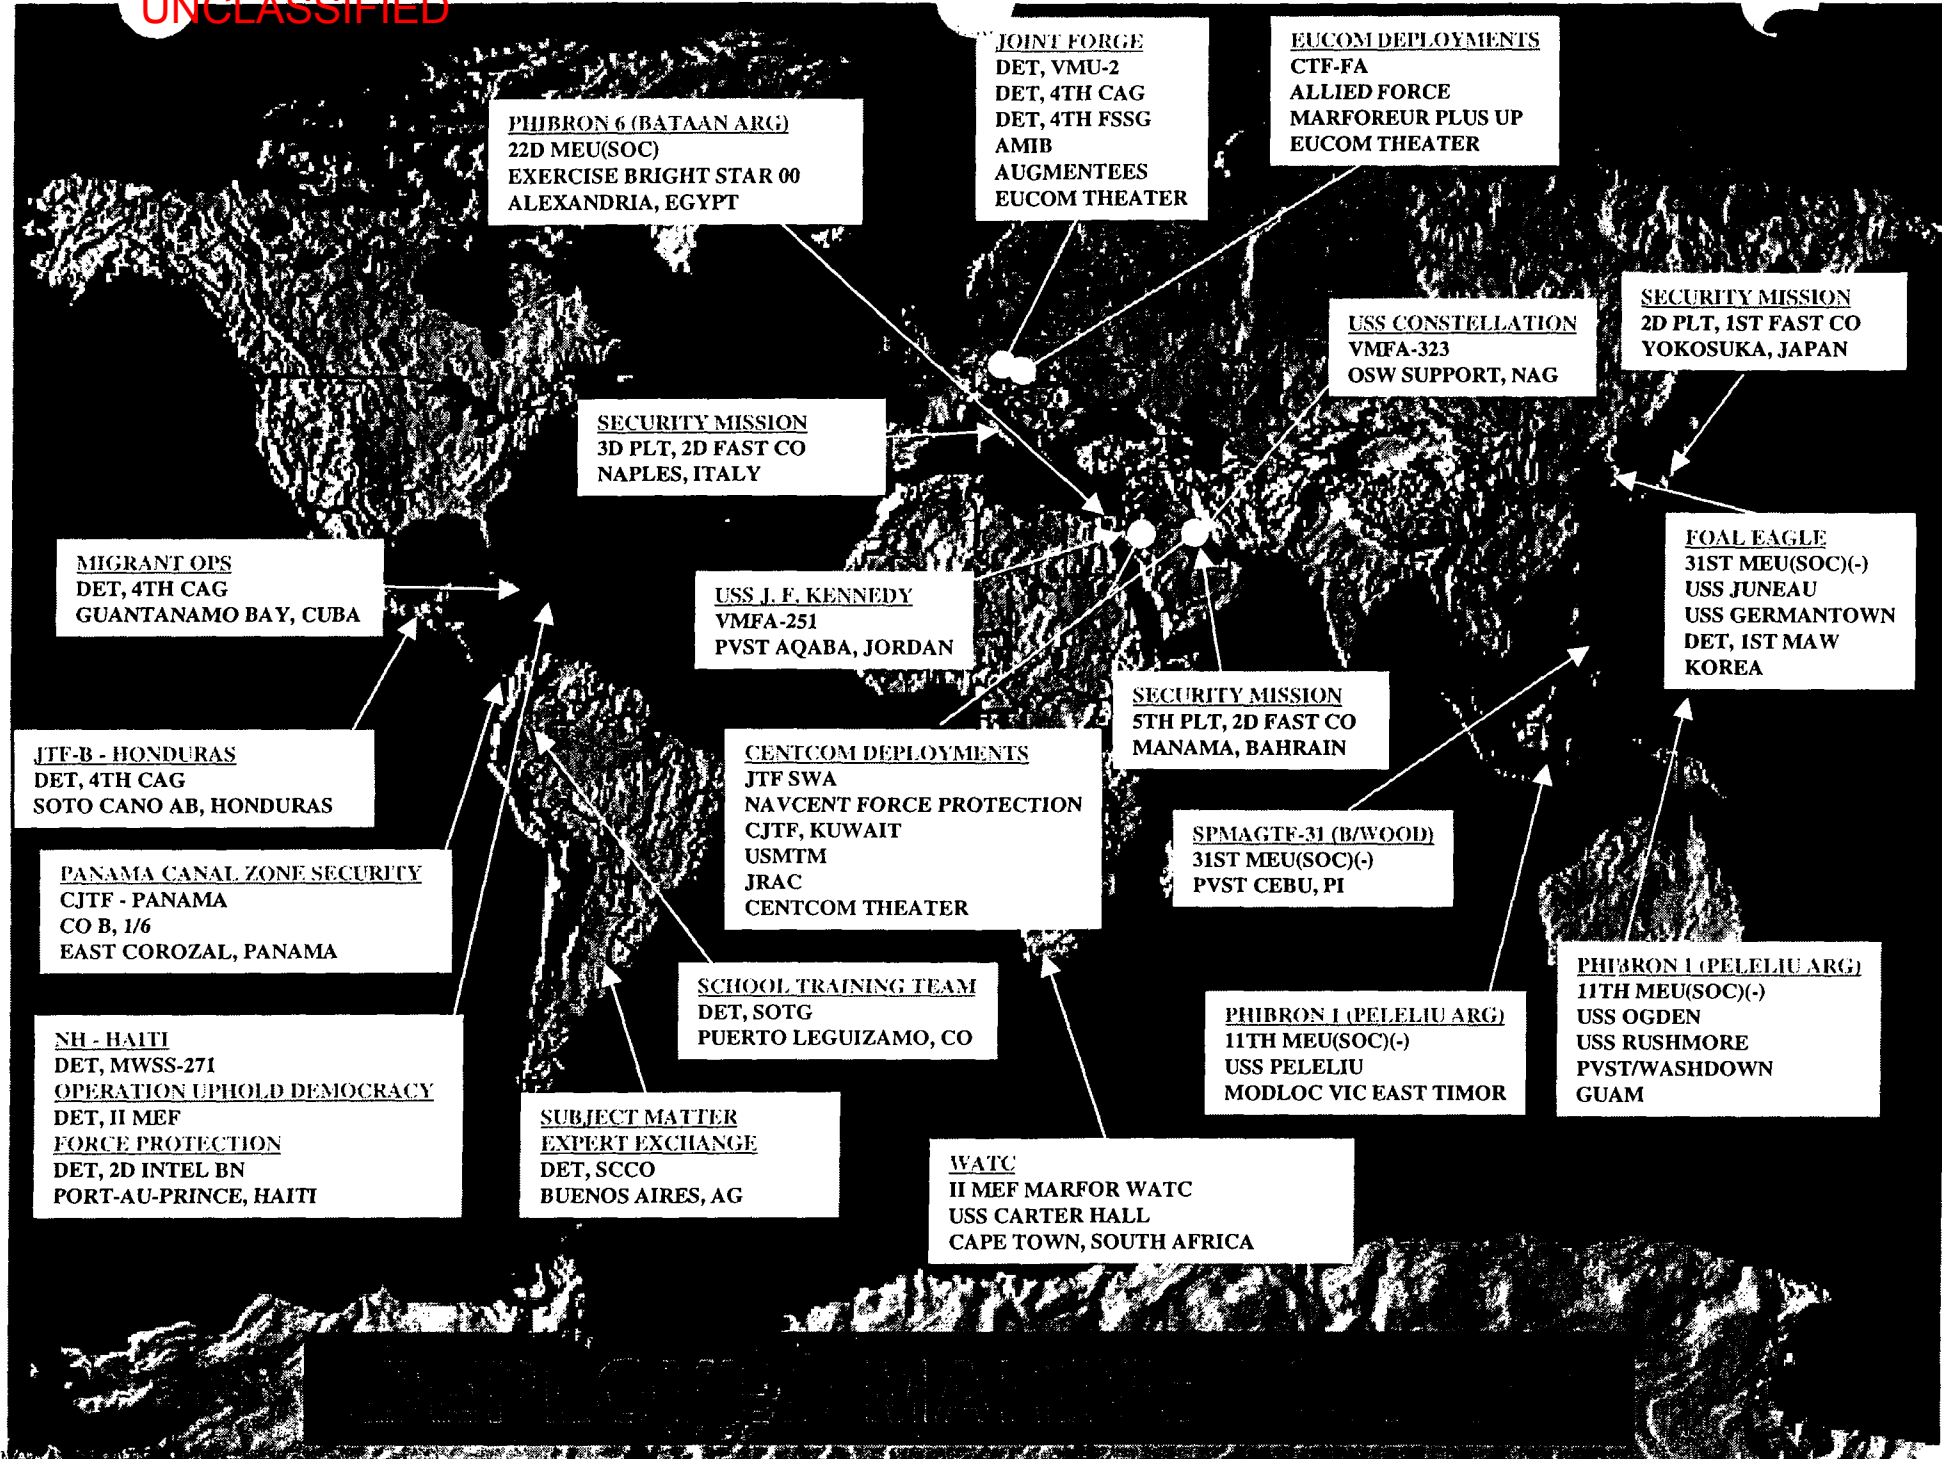 UNCLASSIFIED
JOINT FORGE
DET, VMU-2
DET, 4TH CAG
DET, 4TH FSSG
AMIB
AUGMENTEES
EUCOM THEATER
EUCOM DEPLOYMENTS
CTF-FA
ALLIED FORCE
MARFOREUR PLUS UP
EUCOM THEATER
PHIBRON 6 (BATAAN ARG)
22D MEU(SOC)
EXERCISE BRIGHT STAR 00
ALEXANDRIA, EGYPT
SECURITY MISSION
2D PLT, 1ST FAST CO
YOKOSUKA, JAPAN
USS CONSTELLATION
VMFA-323
OSW SUPPORT, NAG
SECURITY MISSION
3D PLT, 2D FAST CO
NAPLES, ITALY
FOAL EAGLE
31ST MEU(SOC)(-)
USS JUNEAU
USS GERMANTOWN
DET, 1ST MAW
KOREA
MIGRANT OPS
DET, 4TH CAG
GUANTANAMO BAY, CUBA
USS J. F. KENNEDY
VMFA-251
PVST AQABA, JORDAN
SECURITY MISSION
5TH PLT, 2D FAST CO
MANAMA, BAHRAIN
JTF-B - HONDURAS
DET, 4TH CAG
SOTO CANO AB, HONDURAS
CENTCOM DEPLOYMENTS
JTF SWA
NAVCENT FORCE PROTECTION
CJTF, KUWAIT
USMTM
JRAC
CENTCOM THEATER
SPMAGTF-31 (B/WOOD)
31ST MEU(SOC)(-)
PVST CEBU, PI
PANAMA CANAL ZONE SECURITY
CJTF - PANAMA
CO B, 1/6
EAST COROZAL, PANAMA
SCHOOL TRAINING TEAM
DET, SOTG
PUERTO LEGUIZAMO, CO
PHIBRON 1 (PELELIU ARG)
11TH MEU(SOC)(-)
USS PELELIU
MODLOC VIC EAST TIMOR
PHIBRON 1 (PELELIU ARG)
11TH MEU(SOC)(-)
USS OGDEN
USS RUSHMORE
PVST/WASHDOWN
GUAM
NH - HAITI
DET, MWSS-271
OPERATION UPHOLD DEMOCRACY
DET, II MEF
FORCE PROTECTION
DET, 2D INTEL BN
PORT-AU-PRINCE, HAITI
SUBJECT MATTER
EXPERT EXCHANGE
DET, SCCO
BUENOS AIRES, AG
WATC
II MEF MARFOR WATC
USS CARTER HALL
CAPE TOWN, SOUTH AFRICA